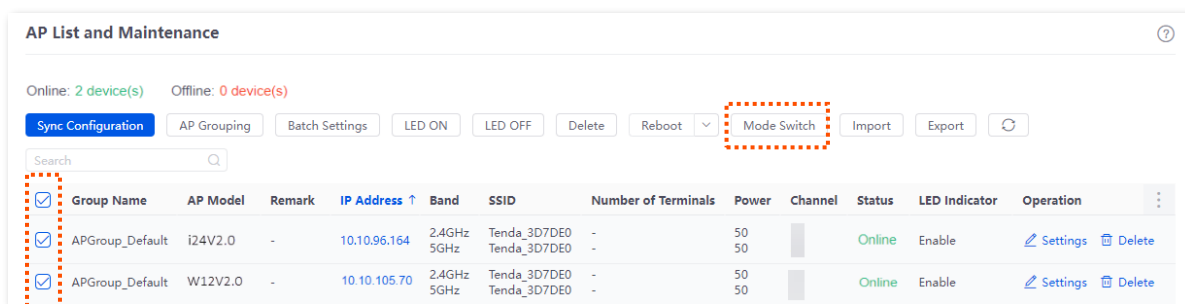 AP List and Maintenance
Online: 2 device(s) Offline: 0 device(s)
Sync Configuration AP Grouping Batch Settings LED ON LED OFF Delete Reboot Mode Switch Import Export
Search
Group Name AP Model Remark IP Address ↑ Band SSID Number of Terminals Power Channel Status LED Indicator Operation
APGroup_Default i24V2.0 - 10.10.96.164 2.4GHz Tenda_3D7DE0 - 50 Online Enable Settings Delete
5GHz Tenda_3D7DE0 - 50
APGroup_Default W12V2.0 - 10.10.105.70 2.4GHz Tenda_3D7DE0 - 50 Online Enable Settings Delete
5GHz Tenda_3D7DE0 - 50